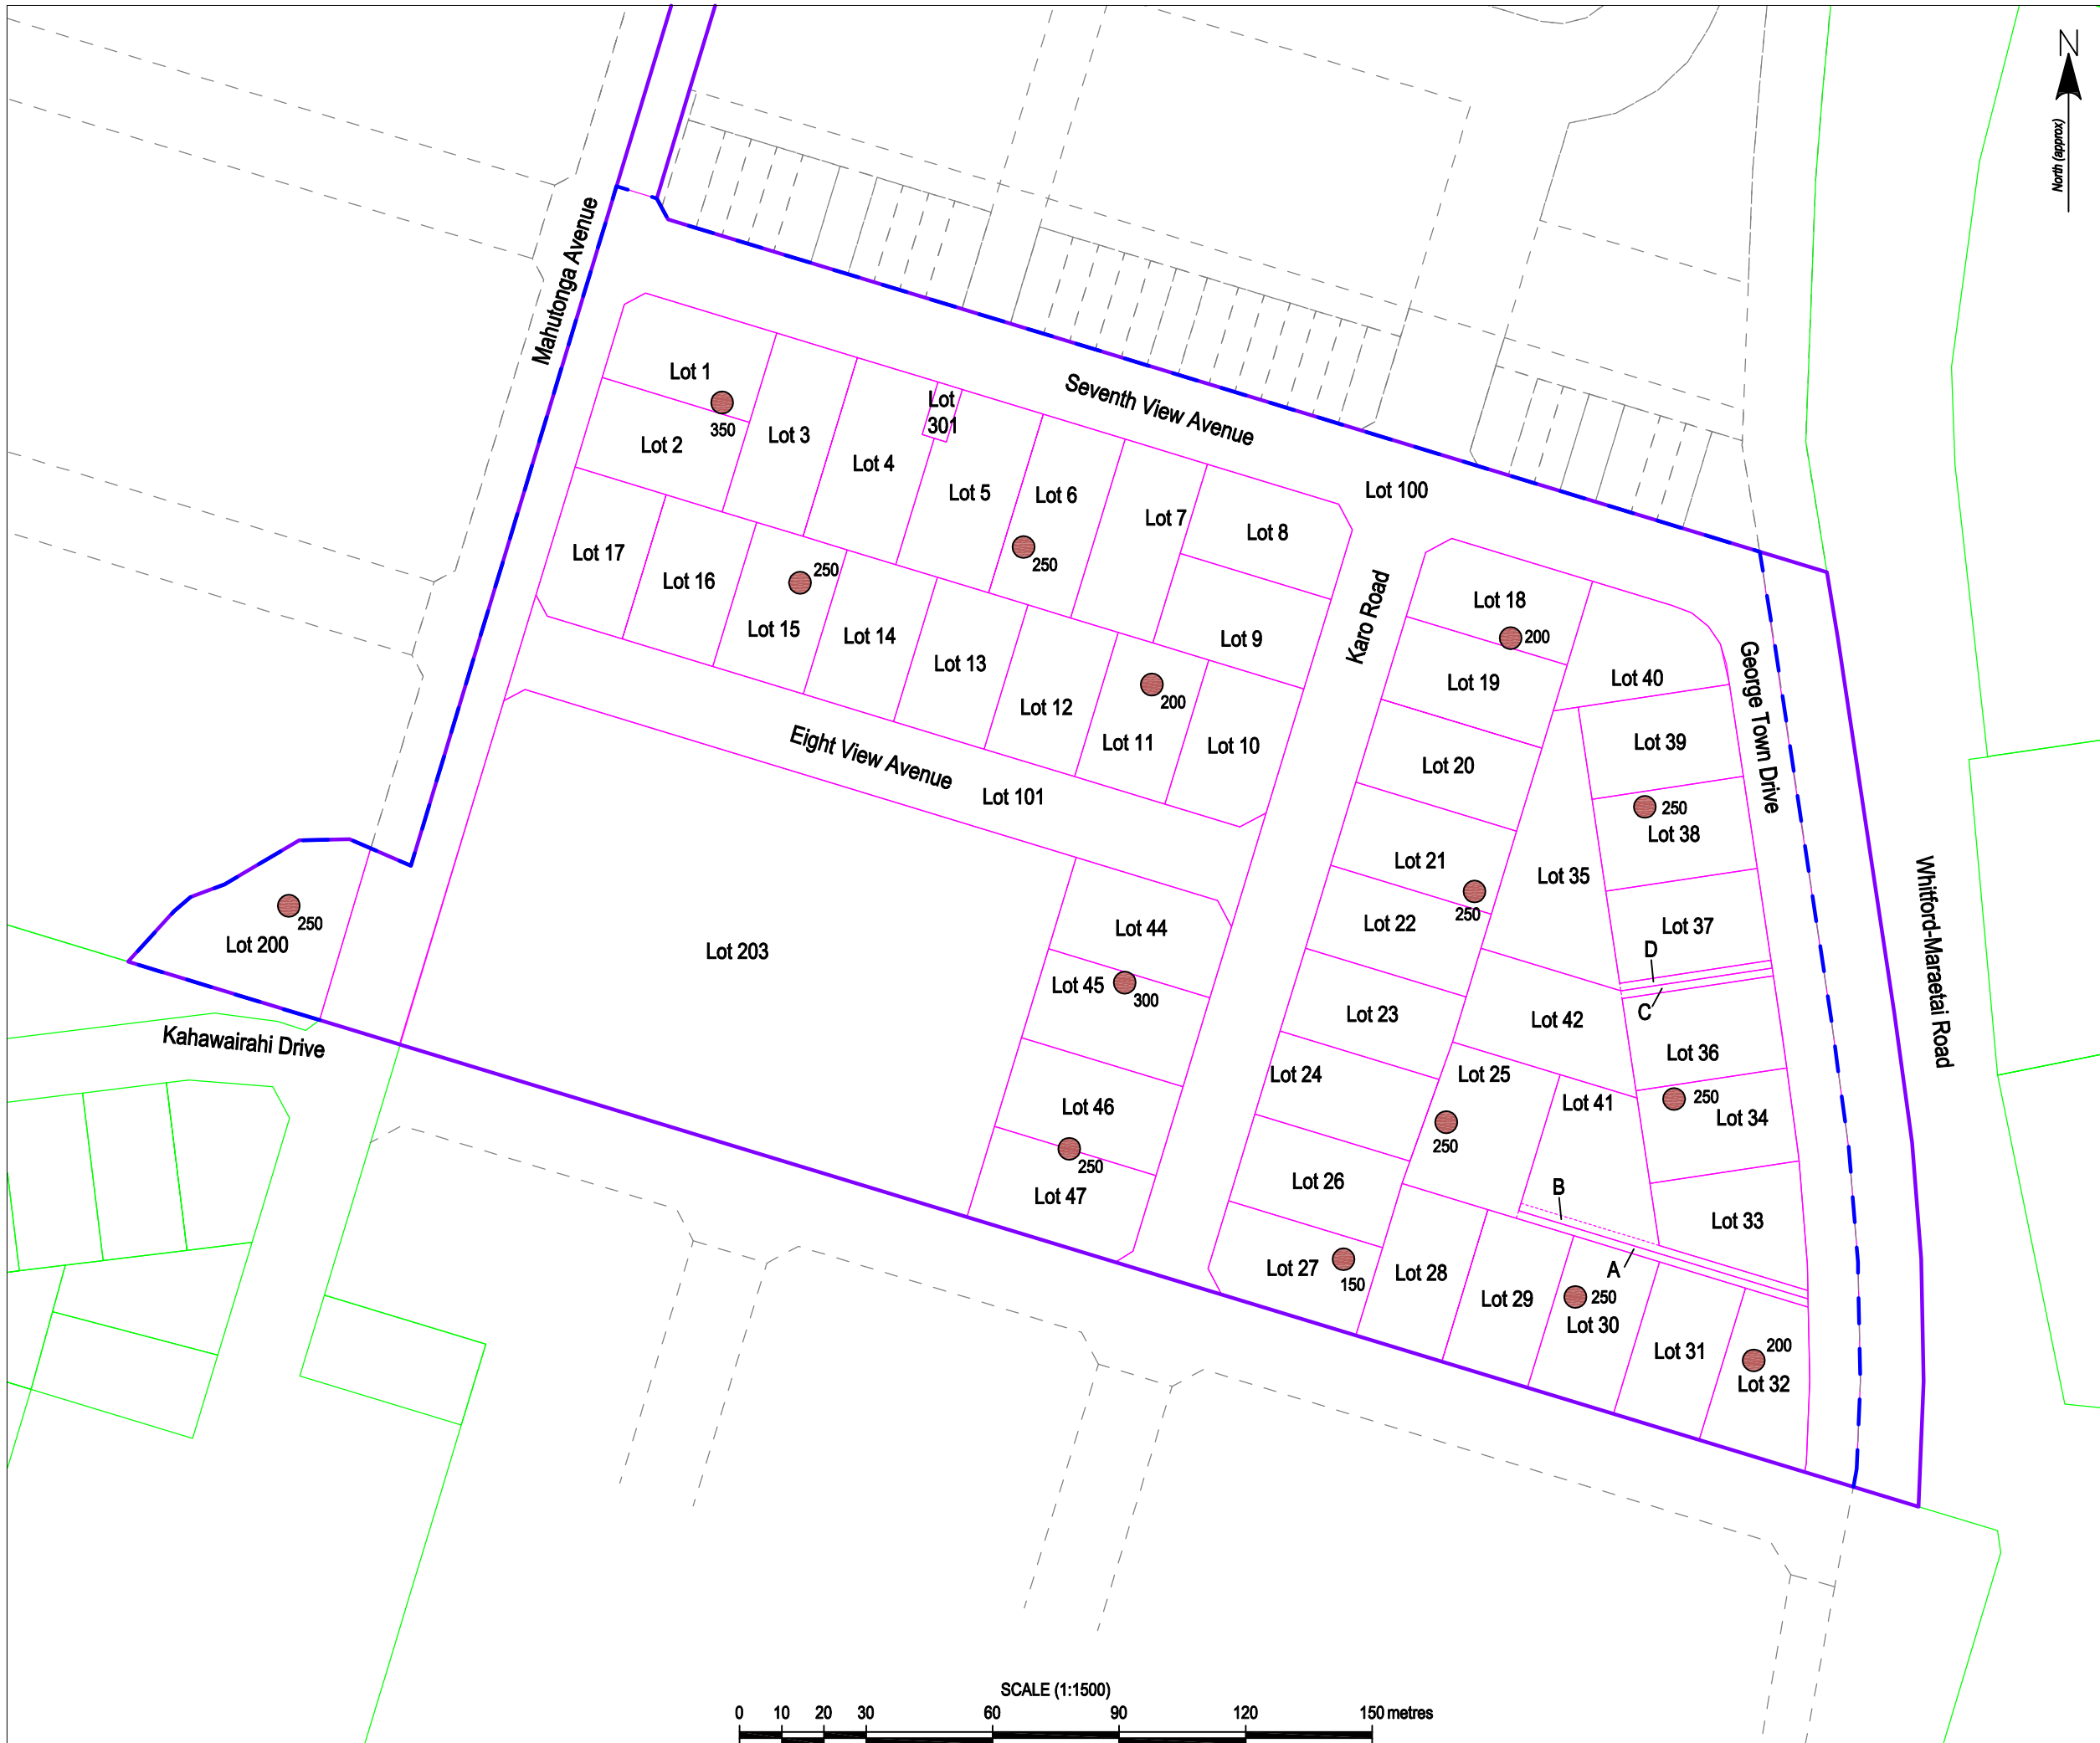 N
North (approx)
Mahutonga Avenue
Lot 1
350
Lot 2
Lot 3
Lot 4
Lot
301
Lot 5
Lot 6
250
Lot 7
Lot 8
Seventh View Avenue
Lot 100
Lot 17
Lot 16
250
Lot 15
Lot 14
Lot 13
Lot 12
200
Lot 11
Lot 10
Lot 9
Karo Road
Lot 18
200
Lot 19
Lot 40
George Town Drive
Lot 39
Lot 20
250
Lot 38
Eight View Avenue
Lot 101
Lot 21
250
Lot 35
Lot 22
Lot 37
D
C
Whitford-Maraetai Road
250
Lot 200
Lot 203
Lot 44
Lot 45
300
Lot 23
Lot 42
Lot 36
Kahawairahi Drive
Lot 24
Lot 25
250
Lot 41
250
Lot 34
Lot 46
250
Lot 47
Lot 26
B
A
Lot 33
Lot 27
150
Lot 28
Lot 29
250
Lot 30
Lot 31
200
Lot 32
SCALE (1:1500)
0 10 20 30 60 90 120 150 metres